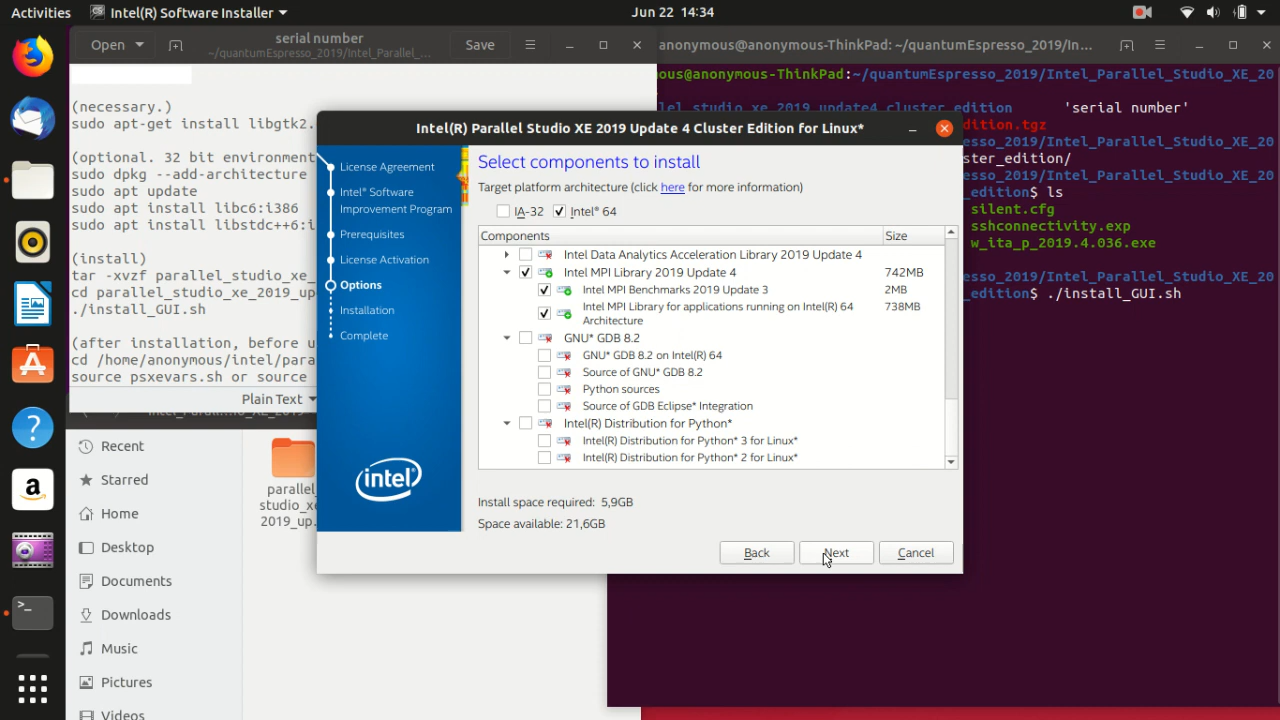 Activities
Intel(R) Software Installer
Jun 22 14:34
Open
serial number
~/quantumEspresso_2019/Intel_Parallel_...
Save
(necessary.)
sudo apt-get install libgtk2.
(optional. 32 bit environment
sudo dpkg --add-architecture
sudo apt update
sudo apt install libc6:i386
sudo apt install libstdc++6:i
(install)
tar -xvzf parallel_studio_xe_
cd parallel_studio_xe_2019_up
./install_GUI.sh
(after installation, before u
cd /home/anonymous/intel/para
source psxevars.sh or source
Plain Text
anonymous@anonymous-ThinkPad: ~/quantumEspresso_2019/In...
ous@anonymous-ThinkPad:~/quantumEspresso_2019/Intel_Parallel_Studio_XE_20
lel_studio_xe_2019_update4_cluster_edition 'serial number'
dition.tgz
esso_2019/Intel_Parallel_Studio_XE_20
ster_edition/
esso_2019/Intel_Parallel_Studio_XE_20
_edition$ ls
silent.cfg
sshconnectivity.exp
w_ita_p_2019.4.036.exe
esso_2019/Intel_Parallel_Studio_XE_20
_edition$ ./install_GUI.sh
Intel(R) Parallel Studio XE 2019 Update 4 Cluster Edition for Linux*
License Agreement
Intel® Software
Improvement Program
Prerequisites
License Activation
Options
Installation
Complete
intel
Select components to install
Target platform architecture (click here for more information)
IA-32
Intel® 64
Components
Size
Intel Data Analytics Acceleration Library 2019 Update 4
Intel MPI Library 2019 Update 4 742MB
Intel MPI Benchmarks 2019 Update 3 2MB
Intel MPI Library for applications running on Intel(R) 64 738MB
Architecture
GNU* GDB 8.2
GNU* GDB 8.2 on Intel(R) 64
Source of GNU* GDB 8.2
Python sources
Source of GDB Eclipse* Integration
Intel(R) Distribution for Python*
Intel(R) Distribution for Python* 3 for Linux*
Intel(R) Distribution for Python* 2 for Linux*
Install space required: 5,9GB
Space available: 21,6GB
Back
Next
Cancel
Recent
Starred
Home
Desktop
Documents
Downloads
Music
Pictures
Videos
parallel_
studio_xe
2019_up.